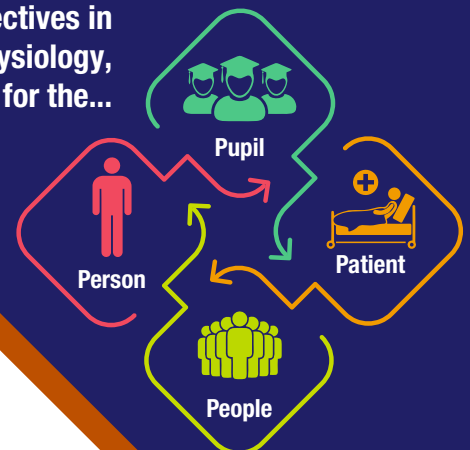 ectives in
ysiology,
for the...
Pupil
Person
Patient
People